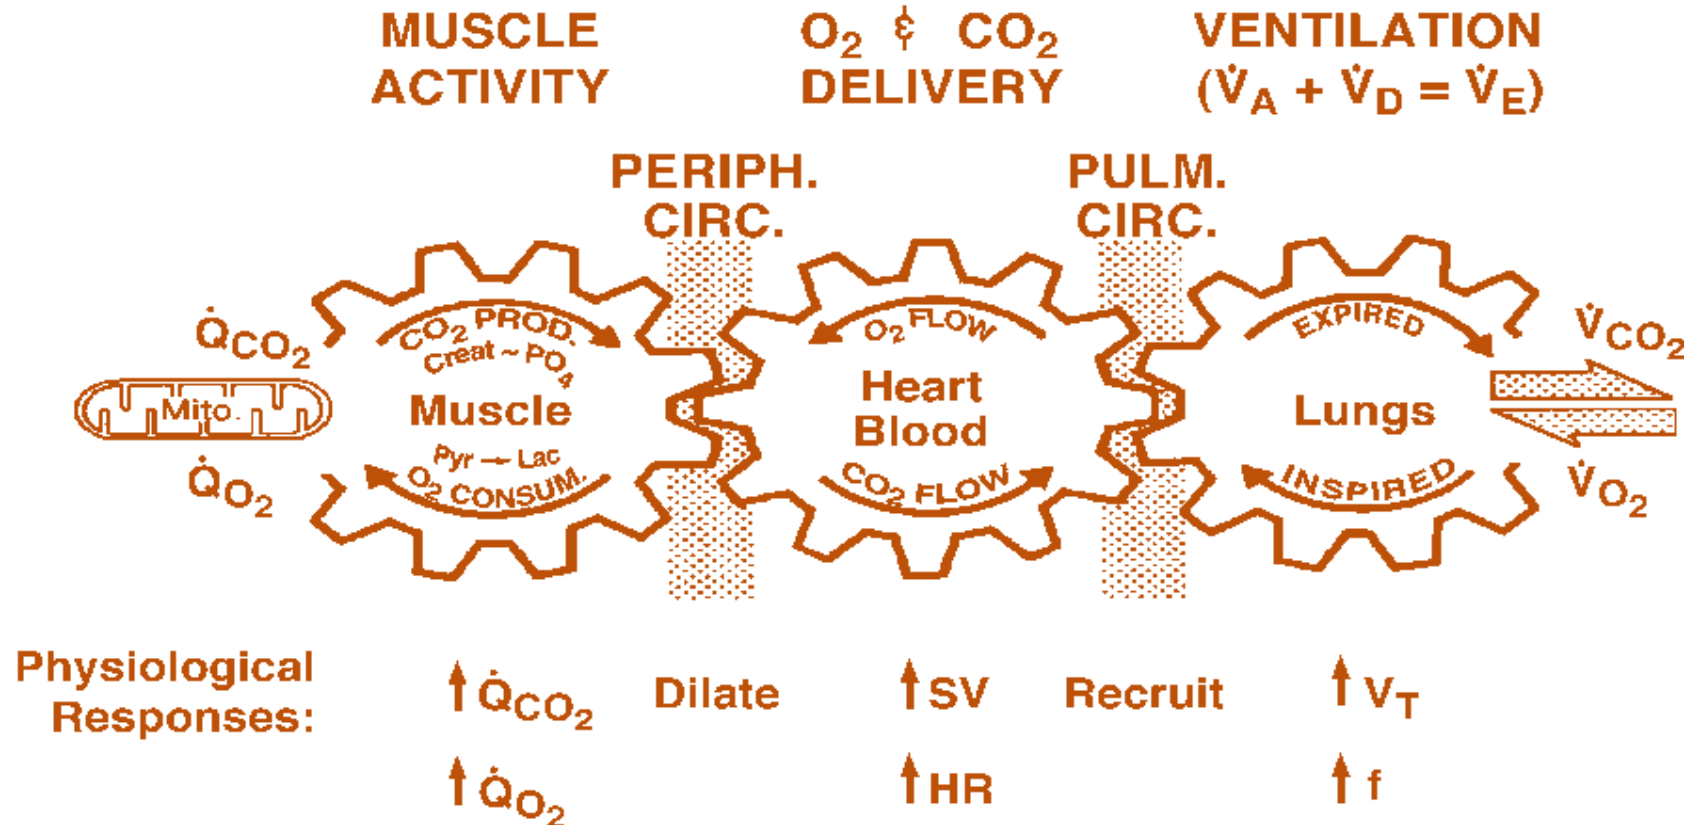 MUSCLE
ACTIVITY
O₂ & CO₂
DELIVERY
VENTILATION
(V̇A + V̇D = V̇E)
PERIPH.
CIRC.
PULM.
CIRC.
Q̇CO₂
Mito.
Q̇O₂
CO₂ PROD.
Creat ~ PO₄
Muscle
Pyr → Lac
O₂ CONSUM.
O₂ FLOW
Heart
Blood
CO₂ FLOW
EXPIRED
Lungs
INSPIRED
V̇CO₂
V̇O₂
Physiological
Responses:
↑ Q̇CO₂
↑ Q̇O₂
Dilate
↑ SV
↑ HR
Recruit
↑ VT
↑ f